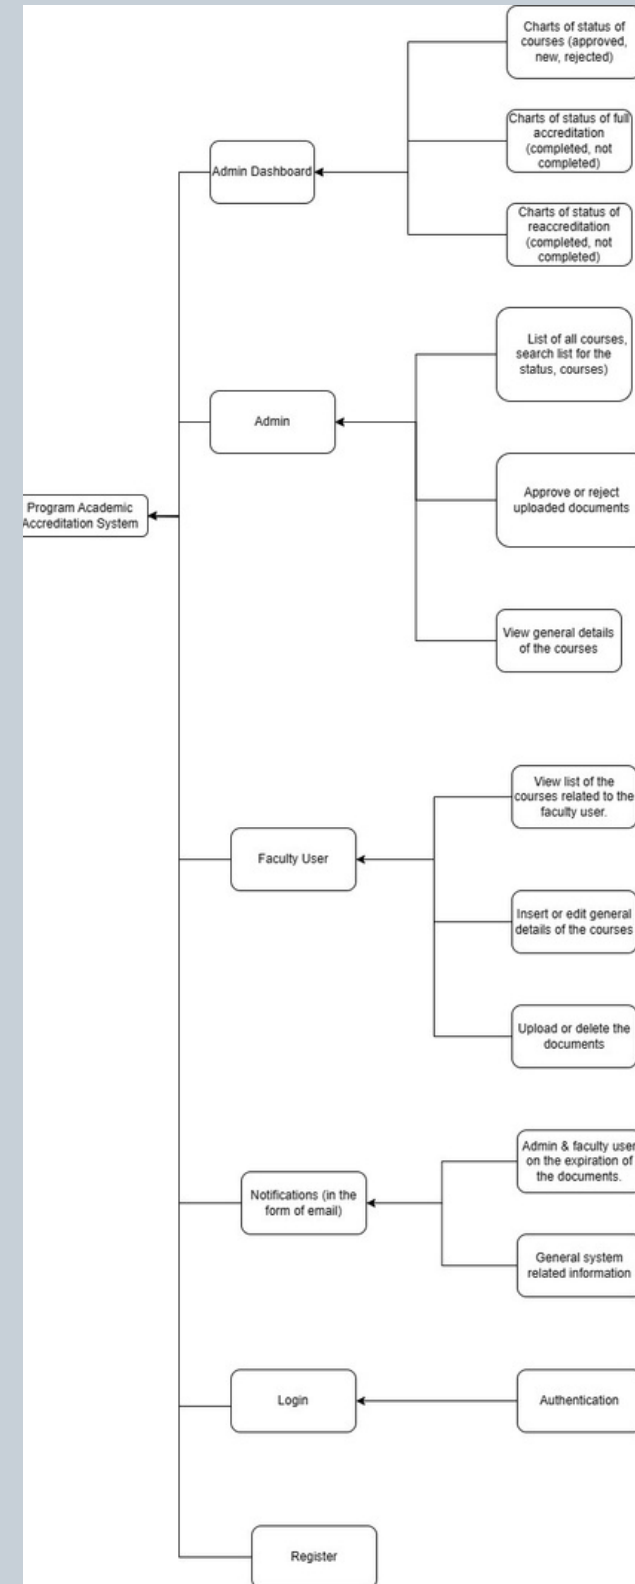 Charts of status of
courses (approved,
new, rejected)
Charts of status of full
accreditation
(completed, not
completed)
Admin Dashboard
Charts of status of
reaccreditation
(completed, not
completed)
List of all courses,
search list for the
status, courses)
Admin
Approve or reject
uploaded documents
Program Academic
Accreditation System
View general details
of the courses
View list of the
courses related to the
faculty user.
Faculty User
Insert or edit general
details of the courses
Upload or delete the
documents
Admin & faculty user
on the expiration of
the documents.
Notifications (in the
form of email)
General system
related information
Login
Authentication
Register